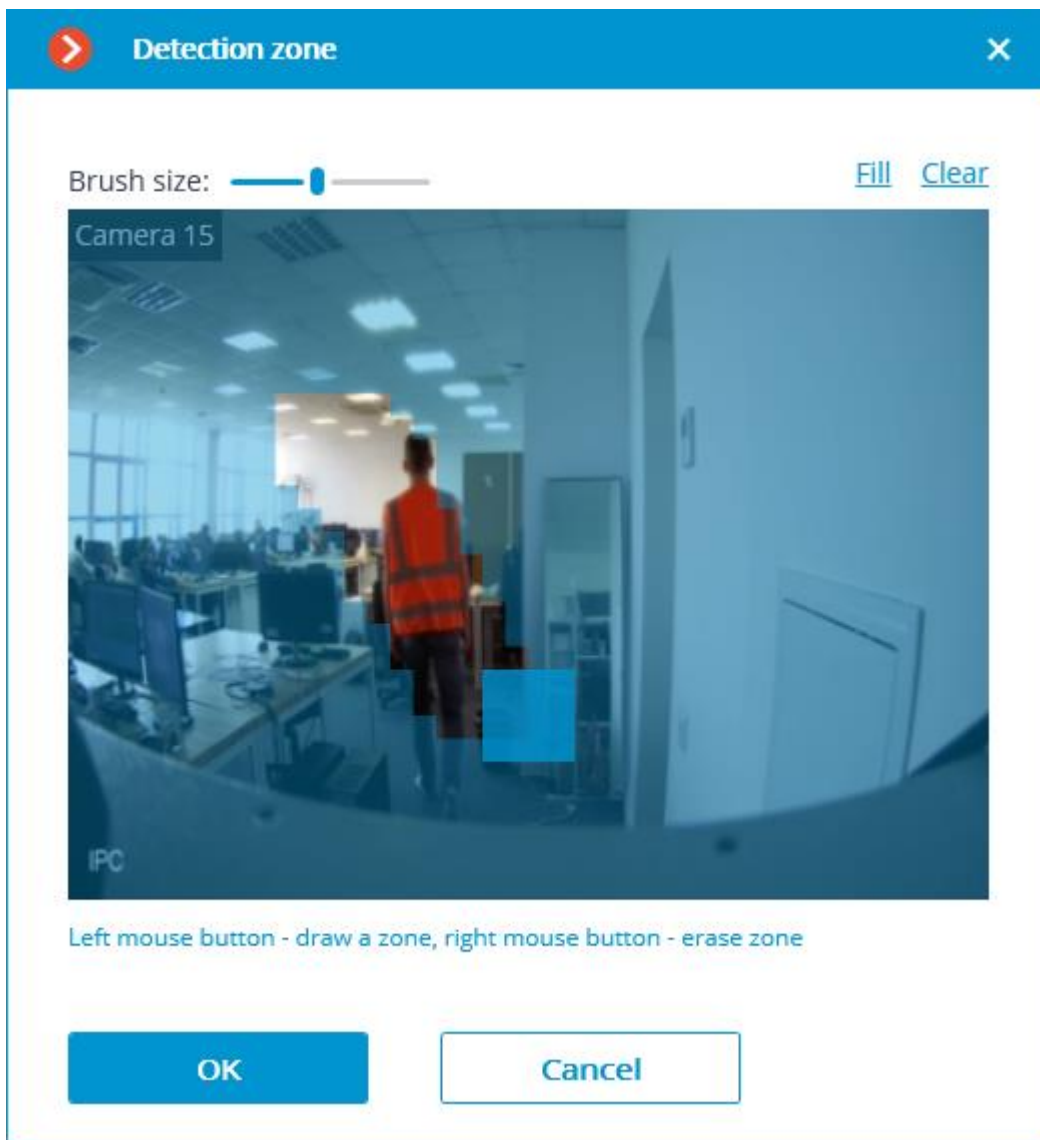 Detection zone
Brush size:
Fill Clear
Camera 15
IPC
Left mouse button - draw a zone, right mouse button - erase zone
OK
Cancel